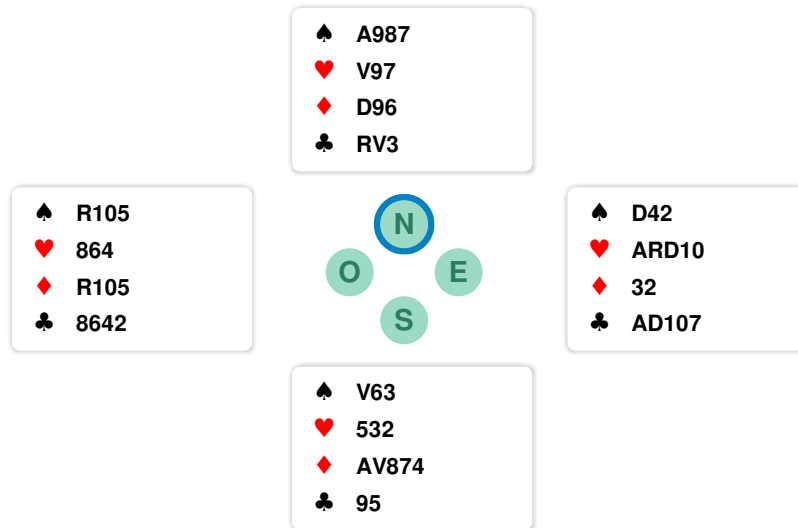 ♠ A987
♥ V97
♦ D96
♣ RV3
♠ R105
♥ 864
♦ R105
♣ 8642
N
O
E
S
♠ D42
♥ ARD10
♦ 32
♣ AD107
♠ V63
♥ 532
♦ AV874
♣ 95